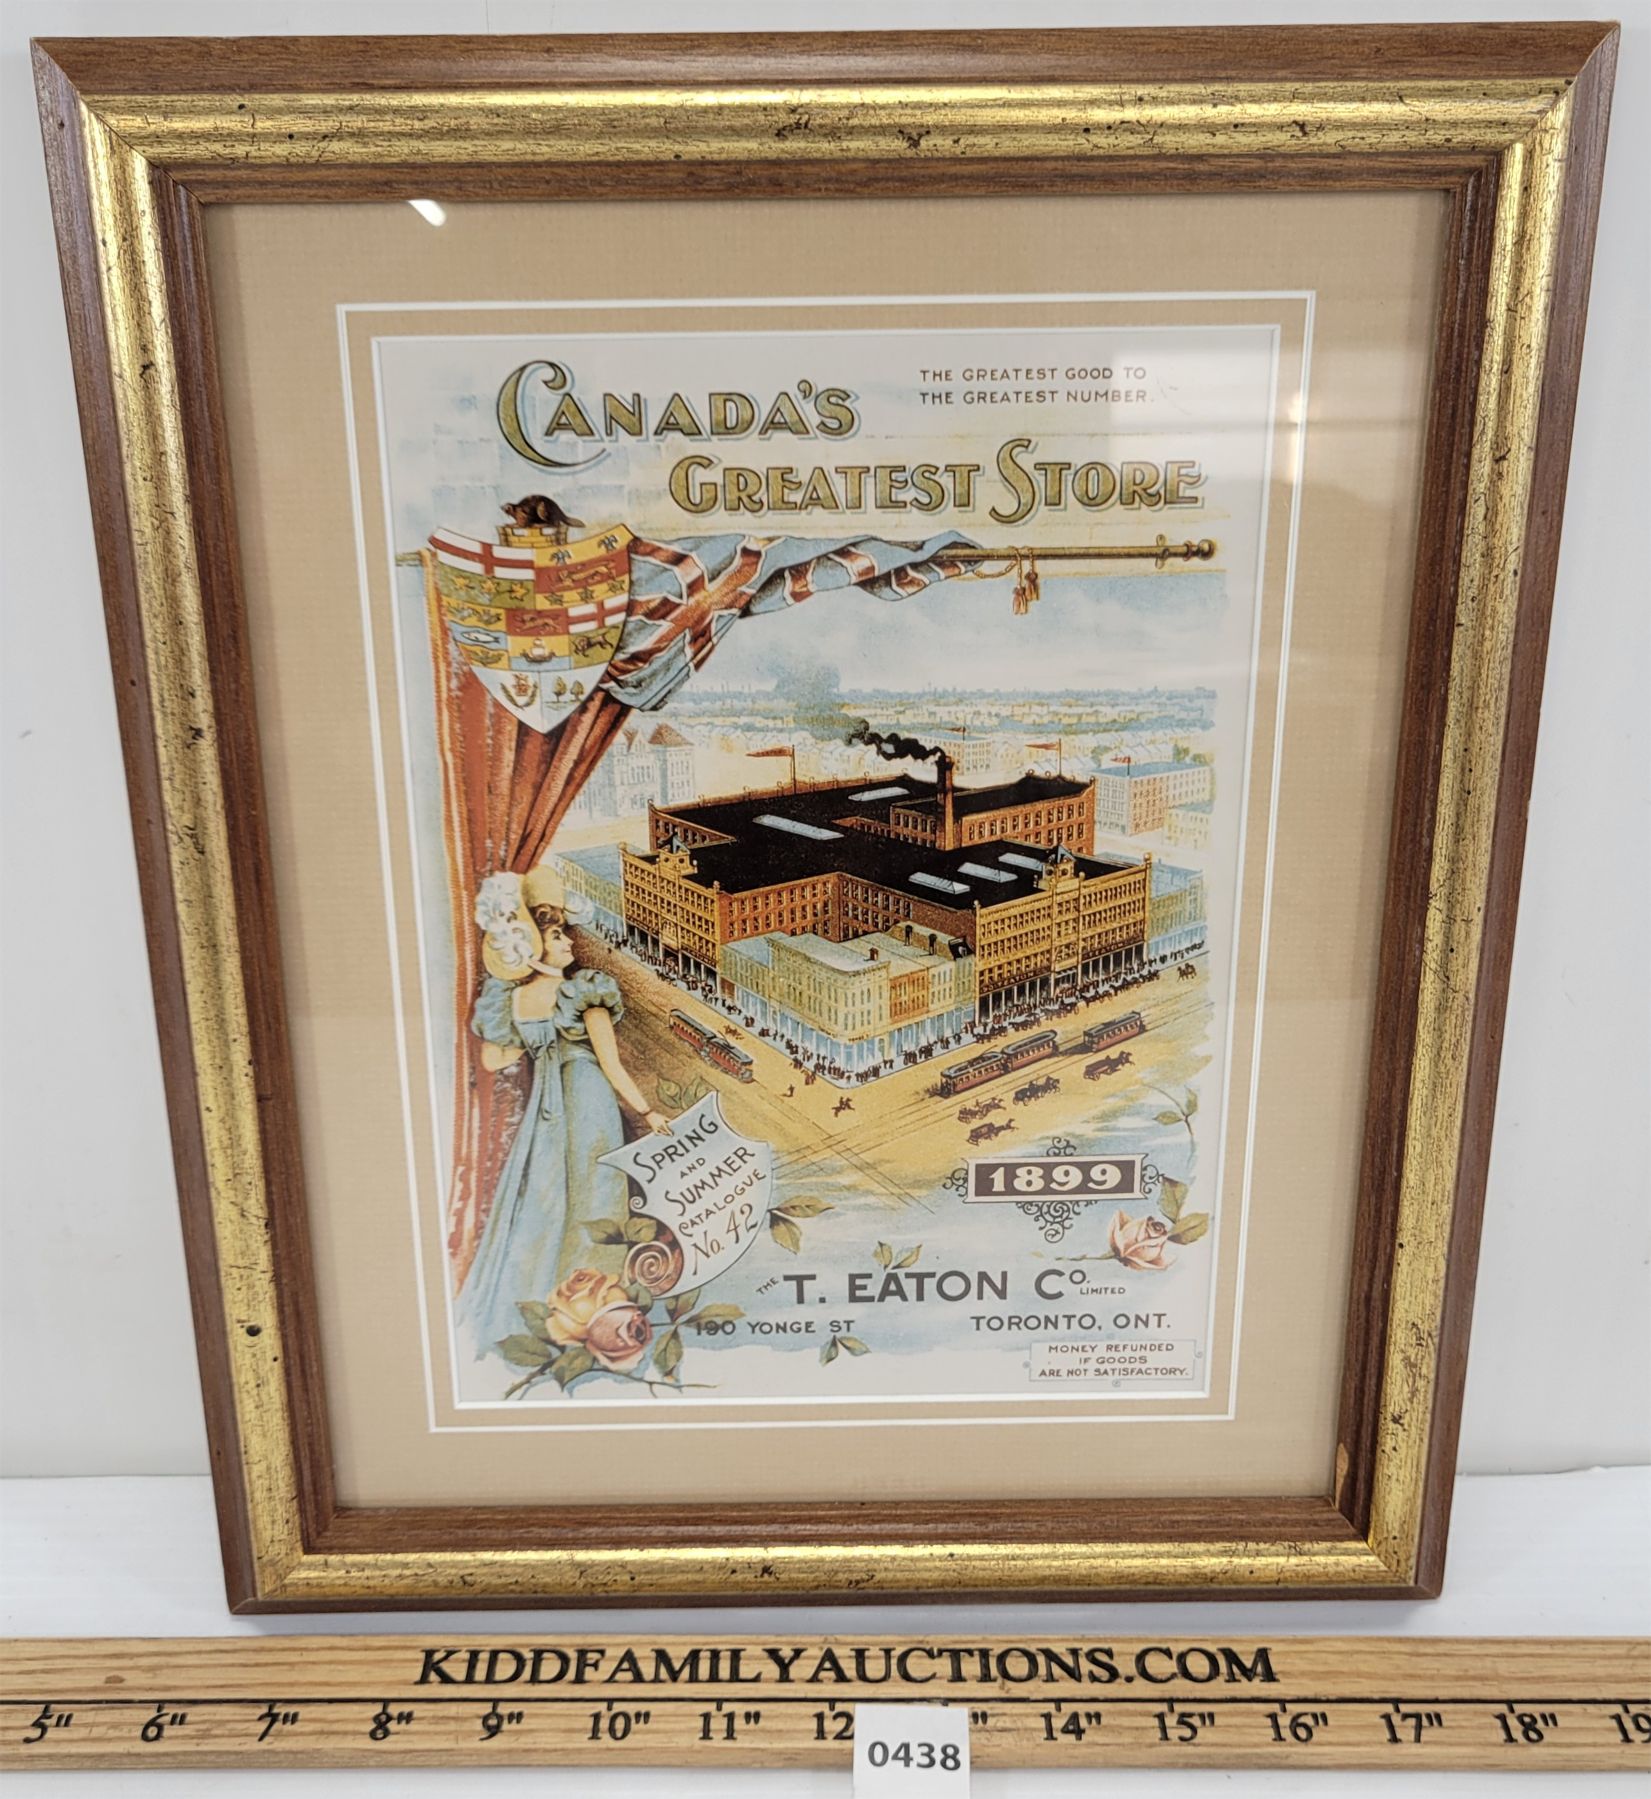 CANADA'S
GREATEST STORE
THE GREATEST GOOD TO
THE GREATEST NUMBER.
SPRING
AND
SUMMER
CATALOGUE
No. 42
1899
THE T. EATON Co. LIMITED
190 YONGE ST
TORONTO, ONT.
MONEY REFUNDED
IF GOODS
ARE NOT SATISFACTORY.
KIDDFAMILYAUCTIONS.COM
5" 6" 7" 8" 9" 10" 11" 12 " 14" 15" 16" 17" 18" 19
0438